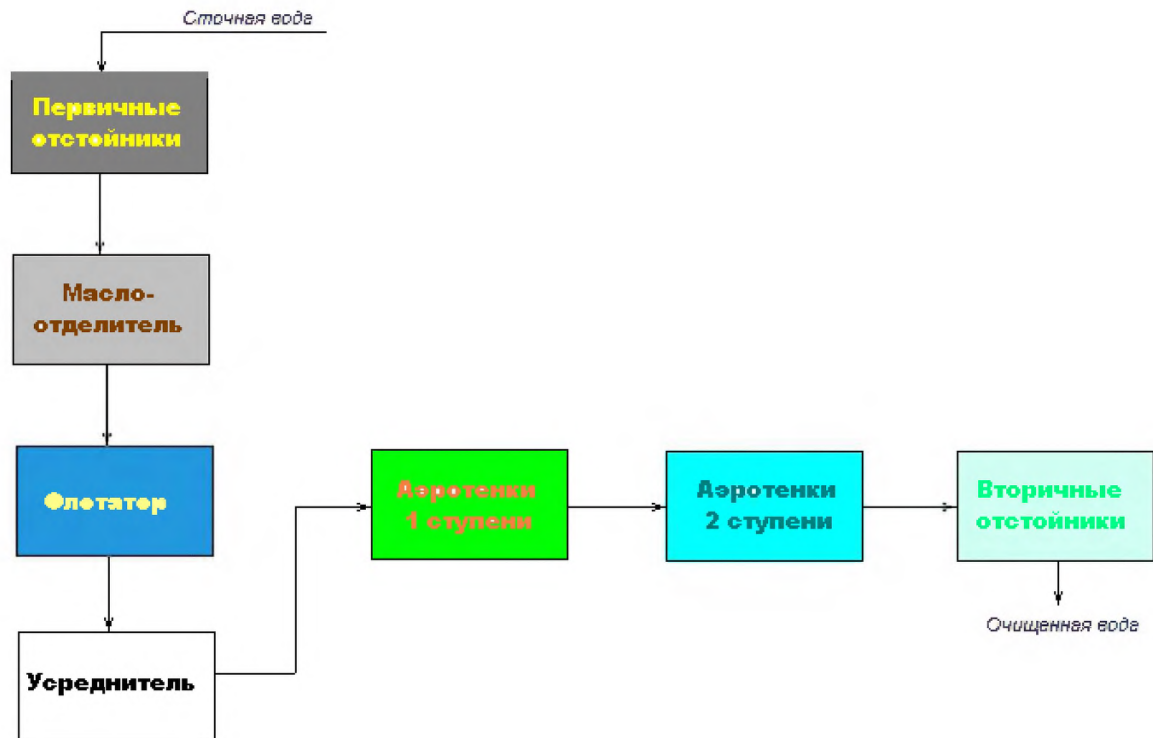 Сточная вода
Первичные
отстойники
Масло-
отделитель
Флотатор
Усреднитель
Аэротенки
1 ступени
Аэротенки
2 ступени
Вторичные
отстойники
Очищенная вода